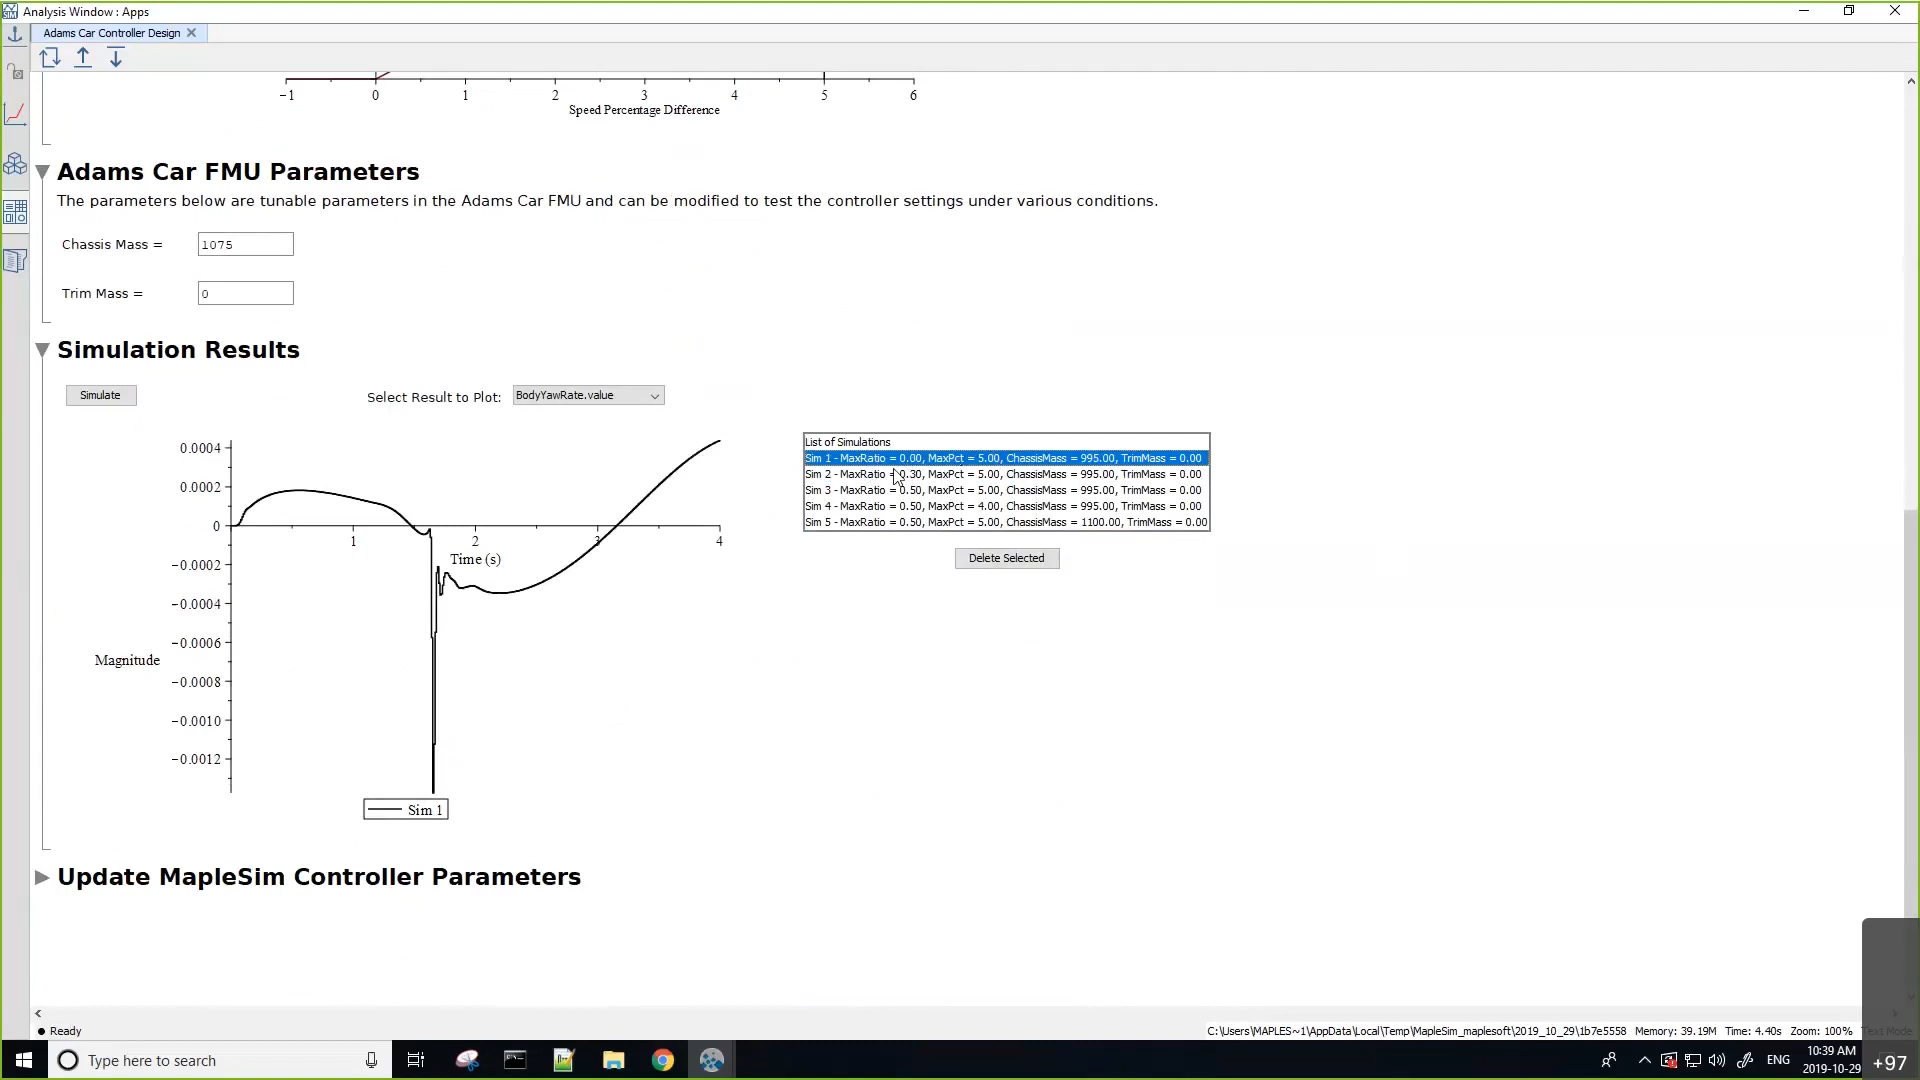 Analysis Window : Apps
Adams Car Controller Design
−1 0 1 2 3 4 5 6
Speed Percentage Difference
Adams Car FMU Parameters
The parameters below are tunable parameters in the Adams Car FMU and can be modified to test the controller settings under various conditions.
Chassis Mass = 1075
Trim Mass = 0
Simulation Results
Simulate
Select Result to Plot: BodyYawRate.value
0.0004
0.0002
0
−0.0002
−0.0004
−0.0006
−0.0008
−0.0010
−0.0012
1 2 3 4
Time (s)
Magnitude
Sim 1
List of Simulations
Sim 1 - MaxRatio = 0.00, MaxPct = 5.00, ChassisMass = 995.00, TrimMass = 0.00
Sim 2 - MaxRatio = 0.30, MaxPct = 5.00, ChassisMass = 995.00, TrimMass = 0.00
Sim 3 - MaxRatio = 0.50, MaxPct = 5.00, ChassisMass = 995.00, TrimMass = 0.00
Sim 4 - MaxRatio = 0.50, MaxPct = 4.00, ChassisMass = 995.00, TrimMass = 0.00
Sim 5 - MaxRatio = 0.50, MaxPct = 5.00, ChassisMass = 1100.00, TrimMass = 0.00
Delete Selected
Update MapleSim Controller Parameters
Ready
C:\Users\MAPLES~1\AppData\Local\Temp\MapleSim_maplesoft\2019_10_29\1b7e5558 Memory: 39.19M Time: 4.40s Zoom: 100% Text Mode
Type here to search
ENG
10:39 AM
2019-10-29
+97